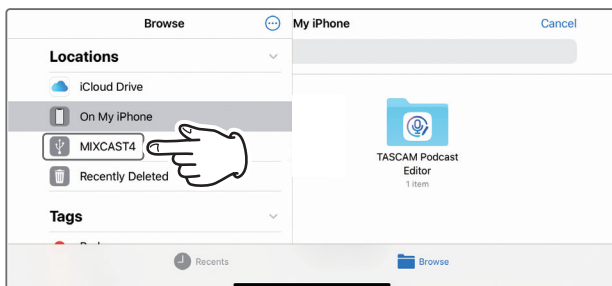 Browse
My iPhone
Cancel
Locations
iCloud Drive
On My iPhone
MIXCAST4
Recently Deleted
Tags
TASCAM Podcast
Editor
1 item
Recents
Browse